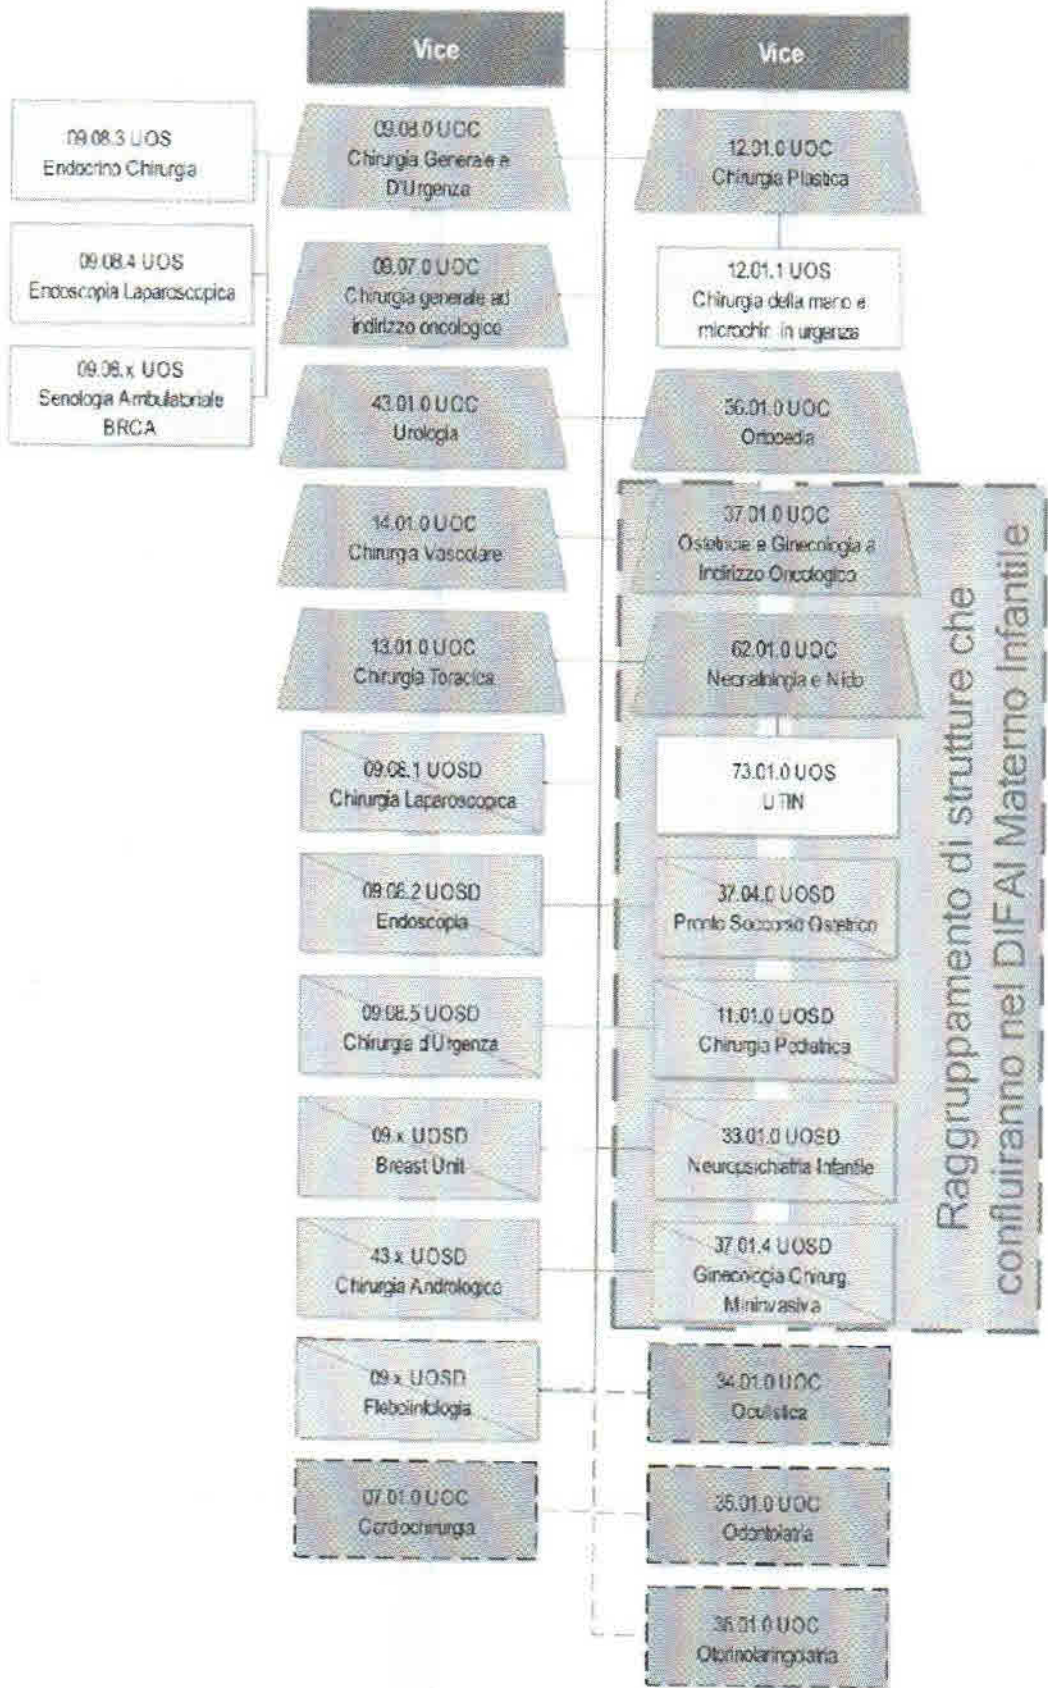 Vice
Vice
09.08.3 UOS
Endocrino Chirurgia
09.08.0 UOC
Chirurgia Generale e
D'Urgenza
12.01.0 UOC
Chirurgia Plastica
09.08.4 UOS
Endoscopia Laparoscopica
09.07.0 UOC
Chirurgia generale ad
indirizzo oncologico
12.01.1 UOS
Chirurgia della mano e
microchir. in urgenza
09.08.x UOS
Senologia Ambulatoriale
BRCA
43.01.0 UOC
Urologia
36.01.0 UOC
Ortopedia
14.01.0 UOC
Chirurgia Vascolare
37.01.0 UOC
Ostetricia e Ginecologia a
Indirizzo Oncologico
13.01.0 UOC
Chirurgia Toracica
62.01.0 UOC
Neonatologia e Nido
09.08.1 UOSD
Chirurgia Laparoscopica
73.01.0 UOS
UTIN
09.08.2 UOSD
Endoscopia
37.04.0 UOSD
Pronto Soccorso Ostetrico
09.08.5 UOSD
Chirurgia d'Urgenza
11.01.0 UOSD
Chirurgia Pediatrica
09.x UOSD
Breast Unit
33.01.0 UOSD
Neuropsichiatria Infantile
43.x UOSD
Chirurgia Andrologica
37.01.4 UOSD
Ginecologia Chirurg.
Mininvasiva
09.x UOSD
Flebolinfologia
34.01.0 UOC
Oculistica
07.01.0 UOC
Cardiochirurgia
35.01.0 UOC
Odontoiatria
38.01.0 UOC
Otorinolaringoiatria
Raggruppamento di strutture che
confluiranno nel DIFAI Materno Infantile